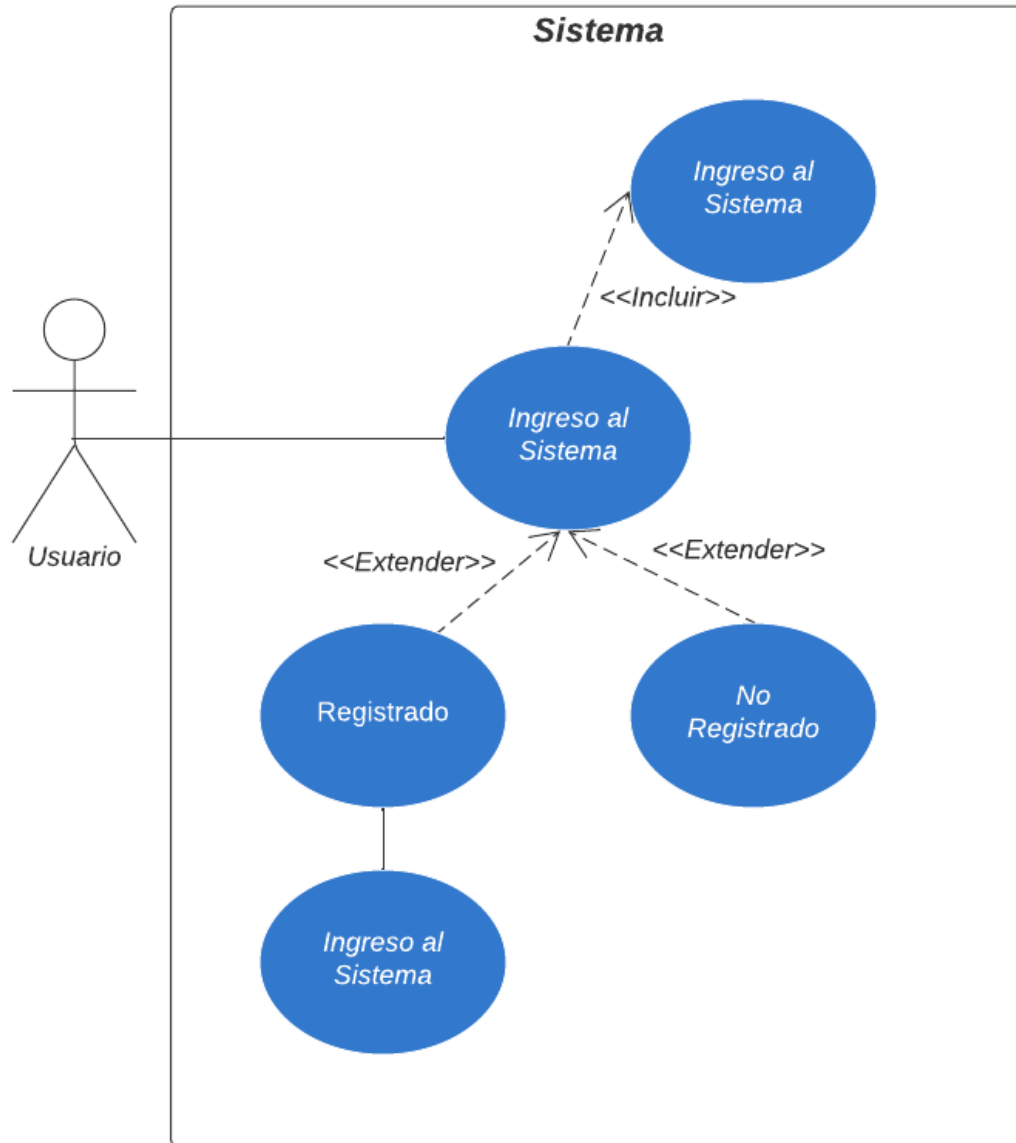 Sistema
Ingreso al
Sistema
<<Incluir>>
Ingreso al
Sistema
Usuario
<<Extender>>
<<Extender>>
Registrado
No
Registrado
Ingreso al
Sistema